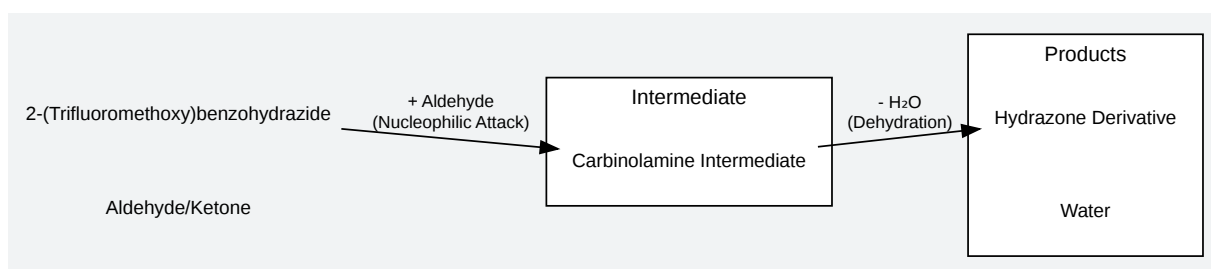 2-(Trifluoromethoxy)benzohydrazide
Aldehyde/Ketone
+ Aldehyde
(Nucleophilic Attack)
Intermediate
Carbinolamine Intermediate
- H₂O
(Dehydration)
Products
Hydrazone Derivative
Water